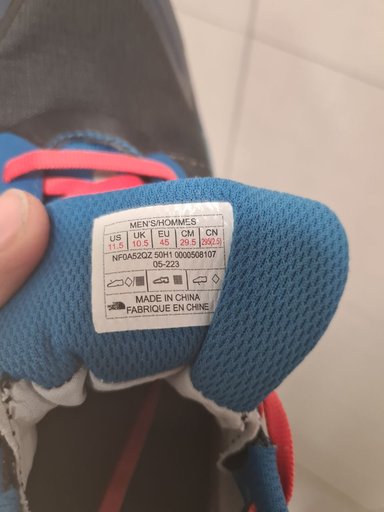 MEN'S/HOMMES
US UK EU CM CN
11.5 10.5 45 29.5 295(2.5)
NF0A52QZ 50H1 0000508107
05-223
MADE IN CHINA
FABRIQUE EN CHINE